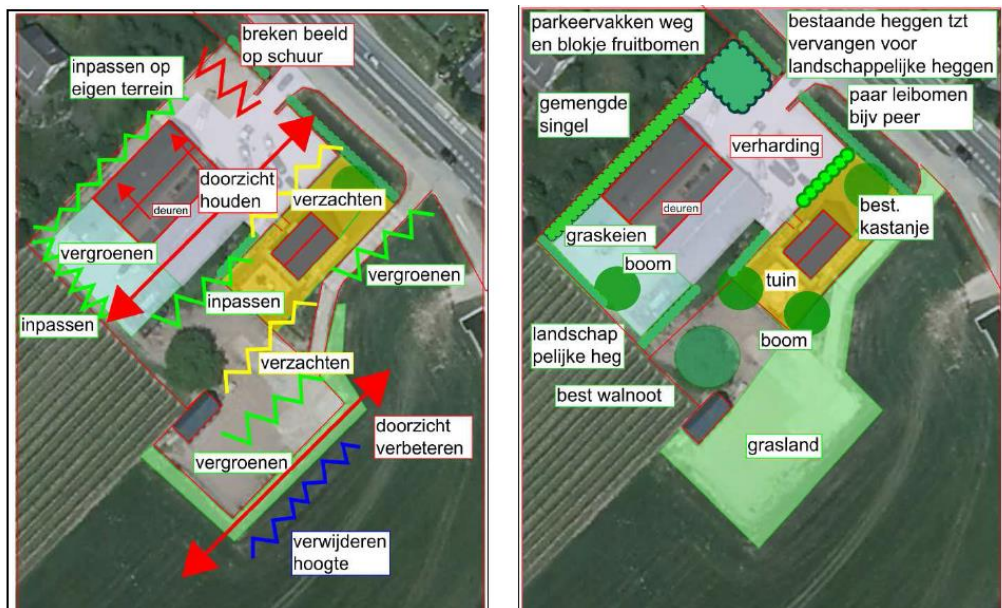 breken beeld
op schuur
inpassen op
eigen terrein
doorzicht
houden
verzachten
deuren
vergroenen
vergroenen
inpassen
inpassen
verzachten
doorzicht
verbeteren
vergroenen
verwijderen
hoogte
parkeervakken weg
en blokje fruitbomen
bestaande heggen tzt
vervangen voor
landschappelijke heggen
gemengde
singel
paar leibomen
bijv peer
verharding
deuren
best.
kastanje
graskeien
boom
tuin
landschap
pelijke heg
boom
best walnoot
grasland